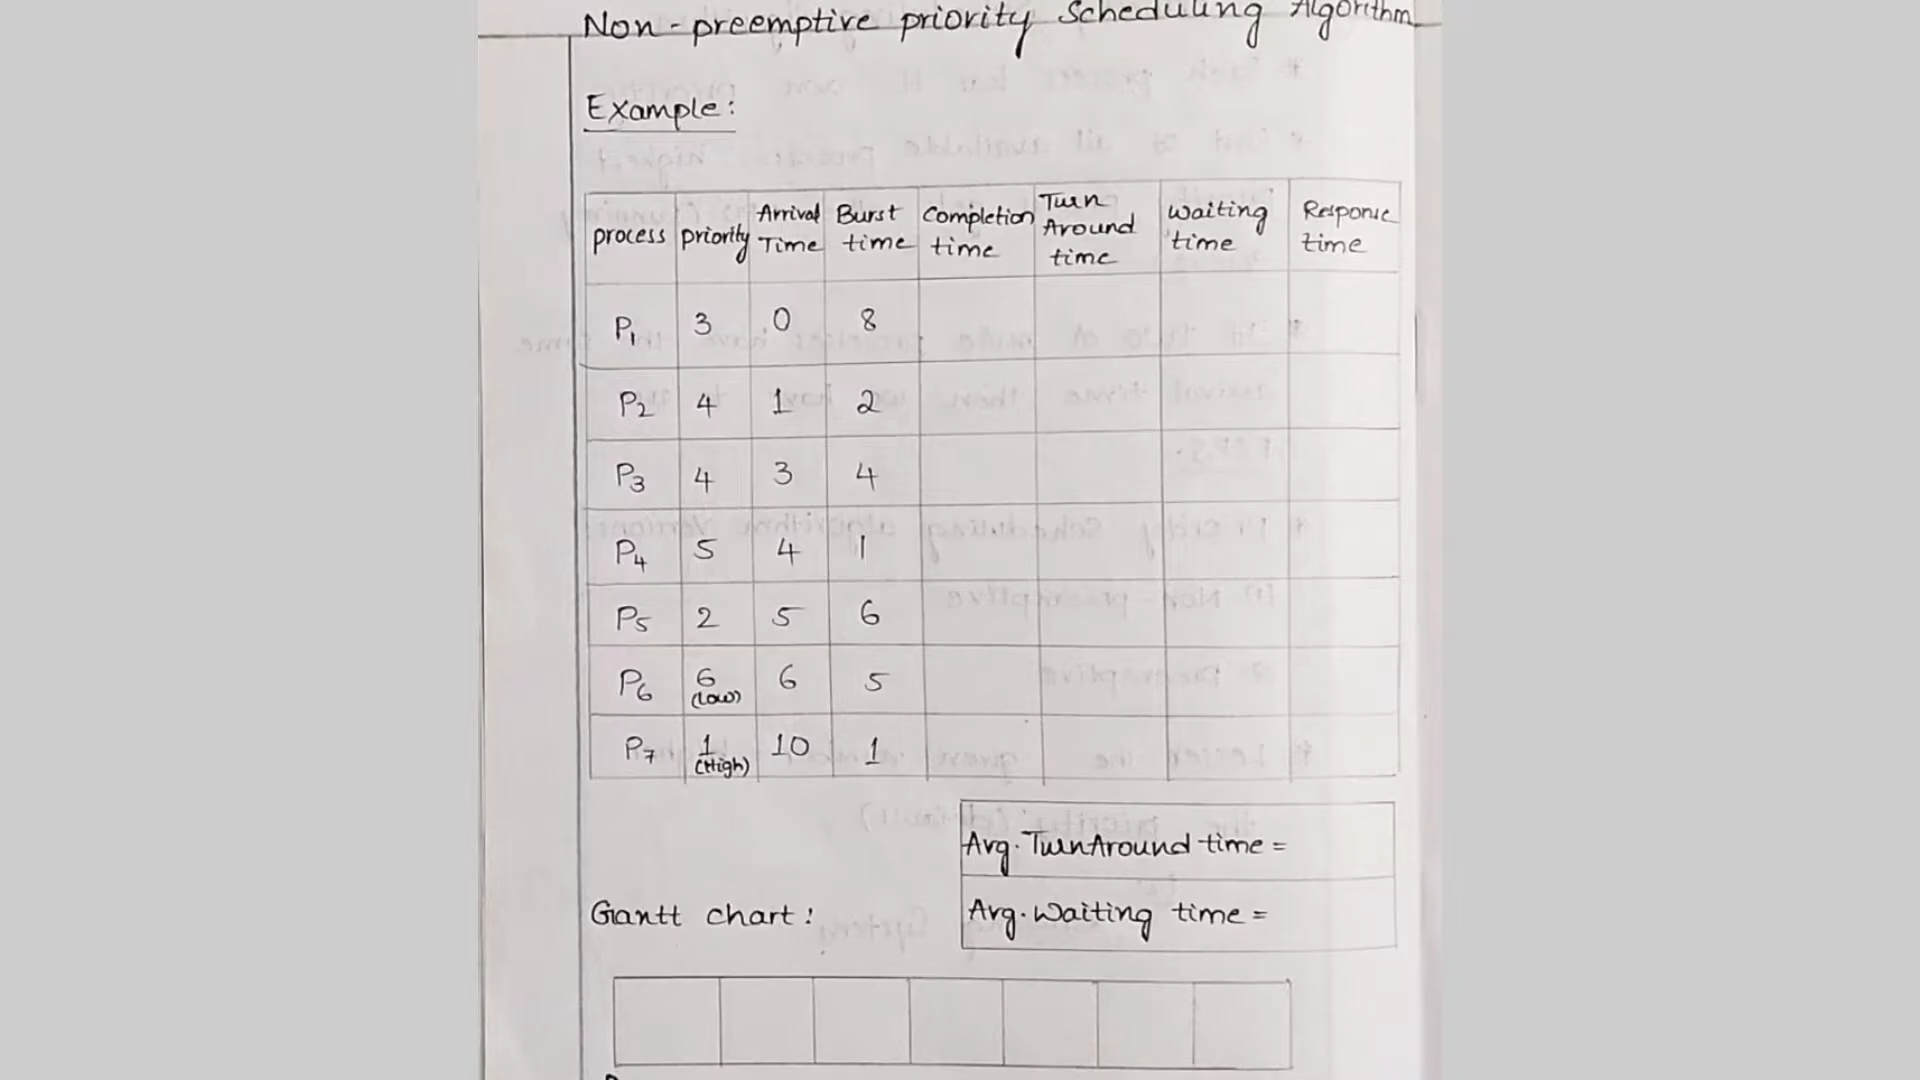 Non-preemptive priority Scheduling Algorithm
Example:
process priority Arrival Time Burst time Completion time Turn Around time Waiting time Response time
P1 3 0 8
P2 4 1 2
P3 4 3 4
P4 5 4 1
P5 2 5 6
P6 6 (Low) 6 5
P7 1 (High) 10 1
Avg. TurnAround time =
Gantt chart:
Avg. Waiting time =